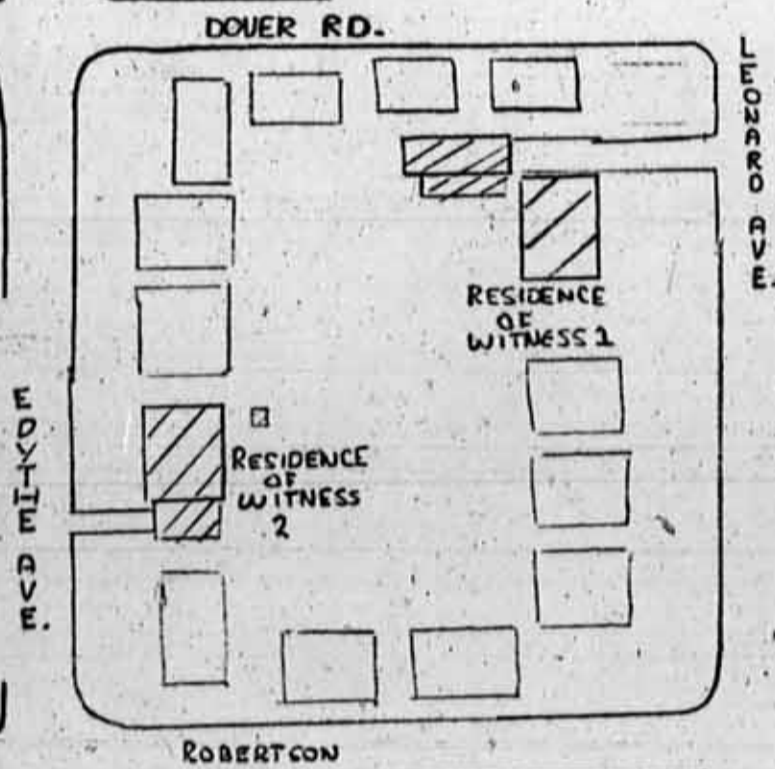 DOVER RD.
LEONARD AVE.
RESIDENCE
OF
WITNESS 1
EDYTHE AVE.
RESIDENCE
OF
WITNESS
2
ROBERTSON